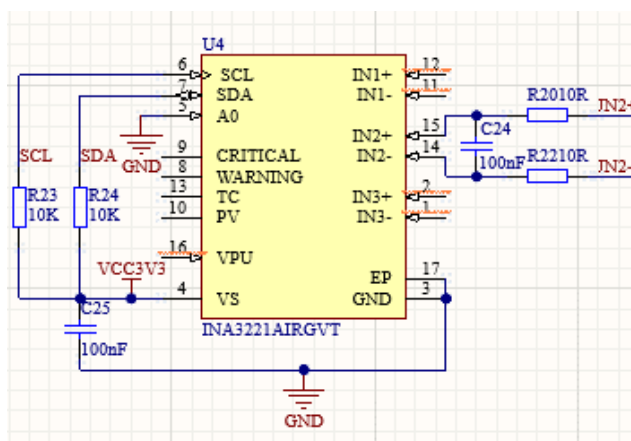 U4
6 SCL IN1+ 12
7 SDA IN1- 11
5 A0
GND
R2010R JN2+
IN2+ 15
C24
100nF
SCL SDA
9 CRITICAL IN2- 14
R2210R JN2-
8 WARNING
R23 R24
10K 10K
13 TC IN3+ 2
10 PV IN3- 1
16 VPU
VCC3V3
EP 17
4 VS GND 3
C25
100nF
INA3221AIRGVT
GND